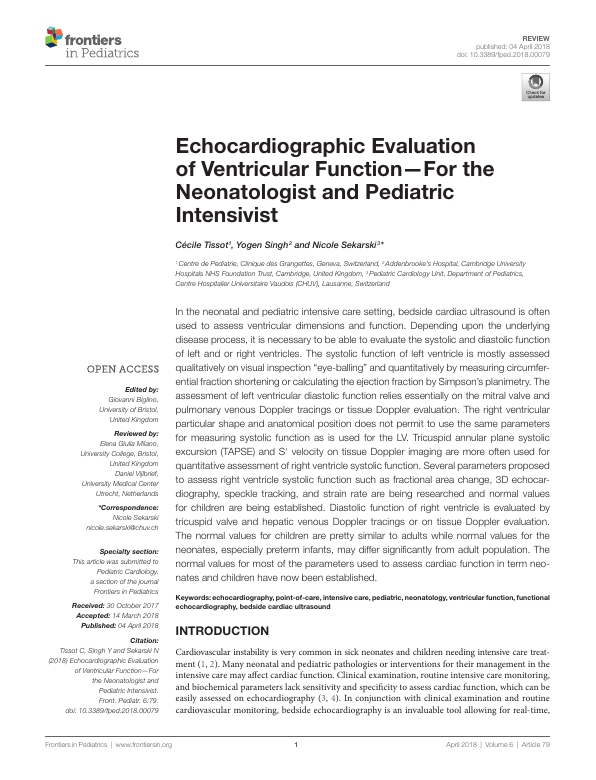 frontiers
in Pediatrics
REVIEW
published: 04 April 2018
doi: 10.3389/fped.2018.00079
Check for
updates
Echocardiographic Evaluation
of Ventricular Function—For the
Neonatologist and Pediatric
Intensivist
Cécile Tissot1, Yogen Singh2 and Nicole Sekarski3*
1 Centre de Pediatrie, Clinique des Grangettes, Geneva, Switzerland, 2 Addenbrooke's Hospital, Cambridge University
Hospitals NHS Foundation Trust, Cambridge, United Kingdom, 3 Pediatric Cardiology Unit, Department of Pediatrics,
Centre Hospitalier Universitaire Vaudois (CHUV), Lausanne, Switzerland
In the neonatal and pediatric intensive care setting, bedside cardiac ultrasound is often
used to assess ventricular dimensions and function. Depending upon the underlying
disease process, it is necessary to be able to evaluate the systolic and diastolic function
of left and or right ventricles. The systolic function of left ventricle is mostly assessed
qualitatively on visual inspection “eye-balling” and quantitatively by measuring circumfer-
ential fraction shortening or calculating the ejection fraction by Simpson's planimetry. The
assessment of left ventricular diastolic function relies essentially on the mitral valve and
pulmonary venous Doppler tracings or tissue Doppler evaluation. The right ventricular
particular shape and anatomical position does not permit to use the same parameters
for measuring systolic function as is used for the LV. Tricuspid annular plane systolic
excursion (TAPSE) and S′ velocity on tissue Doppler imaging are more often used for
quantitative assessment of right ventricle systolic function. Several parameters proposed
to assess right ventricle systolic function such as fractional area change, 3D echocar-
diography, speckle tracking, and strain rate are being researched and normal values
for children are being established. Diastolic function of right ventricle is evaluated by
tricuspid valve and hepatic venous Doppler tracings or on tissue Doppler evaluation.
The normal values for children are pretty similar to adults while normal values for the
neonates, especially preterm infants, may differ significantly from adult population. The
normal values for most of the parameters used to assess cardiac function in term neo-
nates and children have now been established.
Keywords: echocardiography, point-of-care, intensive care, pediatric, neonatology, ventricular function, functional
echocardiography, bedside cardiac ultrasound
INTRODUCTION
Cardiovascular instability is very common in sick neonates and children needing intensive care treat-
ment (1, 2). Many neonatal and pediatric pathologies or interventions for their management in the
intensive care may affect cardiac function. Clinical examination, routine intensive care monitoring,
and biochemical parameters lack sensitivity and specificity to assess cardiac function, which can be
easily assessed on echocardiography (3, 4). In conjunction with clinical examination and routine
cardiovascular monitoring, bedside echocardiography is an invaluable tool allowing for real-time,
OPEN ACCESS
Edited by:
Giovanni Biglino,
University of Bristol,
United Kingdom
Reviewed by:
Elena Giulia Milano,
University College, Bristol,
United Kingdom
Daniel Vijlbrief,
University Medical Center
Utrecht, Netherlands
*Correspondence:
Nicole Sekarski
nicole.sekarski@chuv.ch
Specialty section:
This article was submitted to
Pediatric Cardiology,
a section of the journal
Frontiers in Pediatrics
Received: 30 October 2017
Accepted: 14 March 2018
Published: 04 April 2018
Citation:
Tissot C, Singh Y and Sekarski N
(2018) Echocardiographic Evaluation
of Ventricular Function—For
the Neonatologist and
Pediatric Intensivist.
Front. Pediatr. 6:79.
doi: 10.3389/fped.2018.00079
Frontiers in Pediatrics | www.frontiersin.org
1
April 2018 | Volume 6 | Article 79